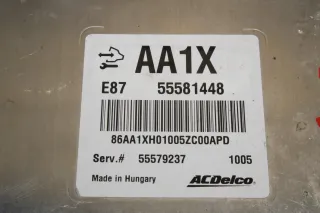 AA1X
E87 55581448
86AA1XH01005ZC00APD
Serv.# 55579237 1005
Made in Hungary ACDelco